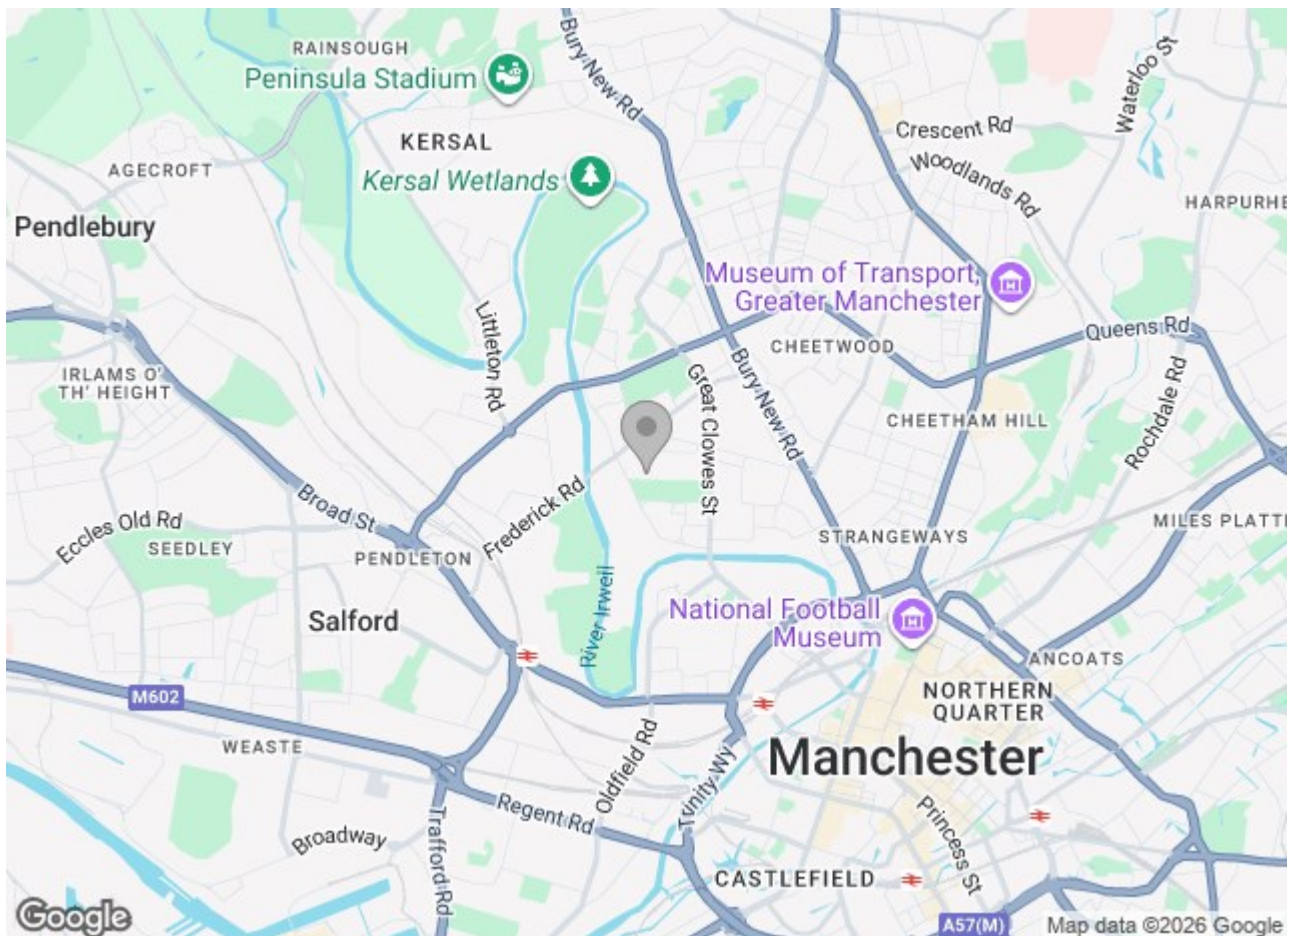 RAINSOUGH
Peninsula Stadium
Bury New Rd
Waterloo St
KERSAL
Crescent Rd
AGECROFT
Kersal Wetlands
Woodlands Rd
HARPURHE
Pendlebury
Museum of Transport,
Greater Manchester
Littleton Rd
CHEETWOOD
Queens Rd
IRLAMS O'
TH' HEIGHT
Great Clowes St
Bury New Rd
Rochdale Rd
CHEETHAM HILL
Frederick Rd
Broad St
Eccles Old Rd
SEEDLEY
PENDLETON
STRANGEWAYS
MILES PLATTI
River Irwell
Salford
National Football
Museum
ANCOATS
M602
NORTHERN
QUARTER
WEASTE
Oldfield Rd
Trinity Wy
Manchester
Regent Rd
Trafford Rd
Broadway
Princess St
CASTLEFIELD
Google
A57(M)
Map data ©2026 Google